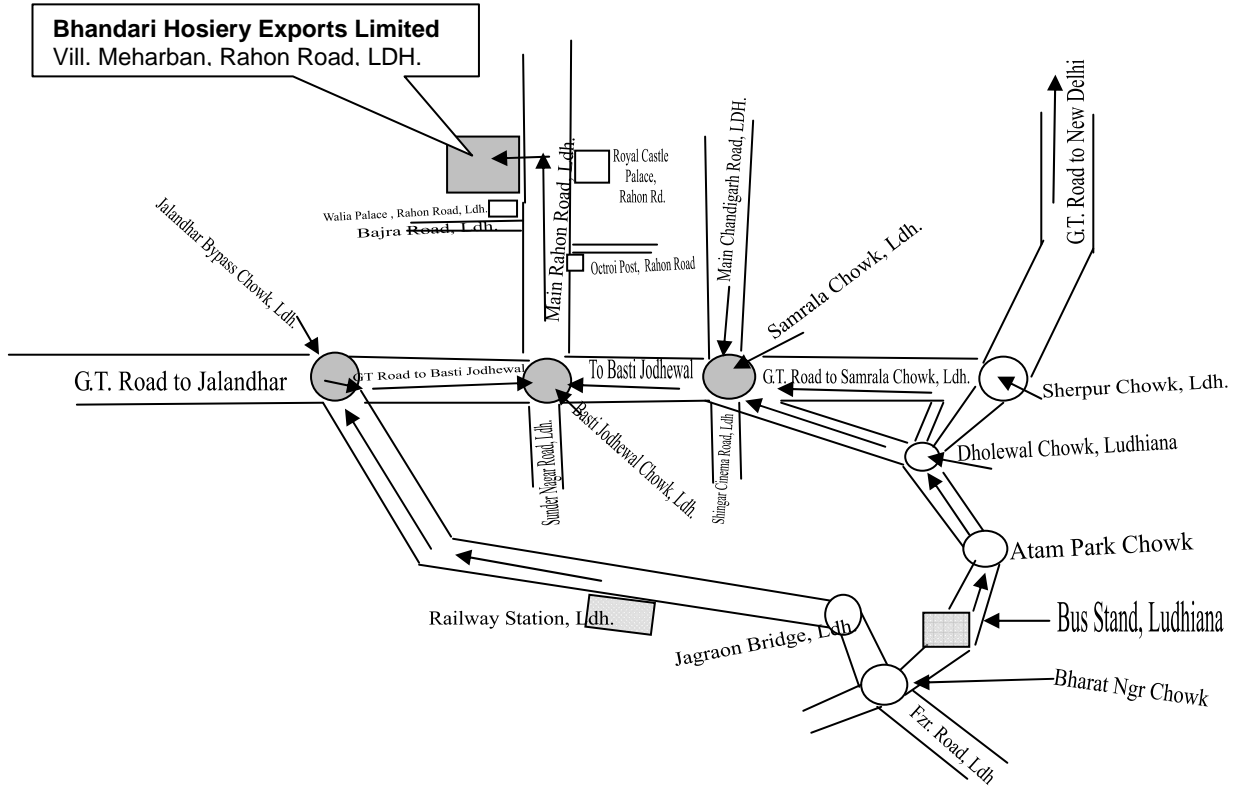 Bhandari Hosiery Exports Limited
Vill. Meharban, Rahon Road, LDH.
G.T. Road to New Delhi
Main Chandigarh Road, LDH.
Main Rahon Road, Ldh.
Royal Castle
Palace,
Rahon Rd.
Walia Palace , Rahon Road, Ldh.
Bajra Road, Ldh.
Jalandhar Bypass Chowk, Ldh.
Octroi Post, Rahon Road
Samrala Chowk, Ldh.
G.T. Road to Jalandhar
GT Road to Basti Jodhewal
To Basti Jodhewal
G.T. Road to Samrala Chowk, Ldh.
Sherpur Chowk, Ldh.
Sunder Nagar Road, Ldh.
Basti Jodhewal Chowk, Ldh.
Shingar Cinema Road, Ldh
Dholewal Chowk, Ludhiana
Atam Park Chowk
Railway Station, Ldh.
Jagraon Bridge, Ldh
Bus Stand, Ludhiana
Bharat Ngr Chowk
Fzr. Road, Ldh